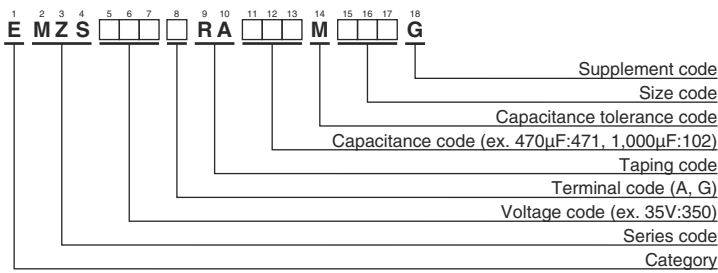 1 2 3 4 5 6 7 8 9 10 11 12 13 14 15 16 17 18
E M Z S □□□ □ R A □□□ M □□□ G
Supplement code
Size code
Capacitance tolerance code
Capacitance code (ex. 470μF:471, 1,000μF:102)
Taping code
Terminal code (A, G)
Voltage code (ex. 35V:350)
Series code
Category